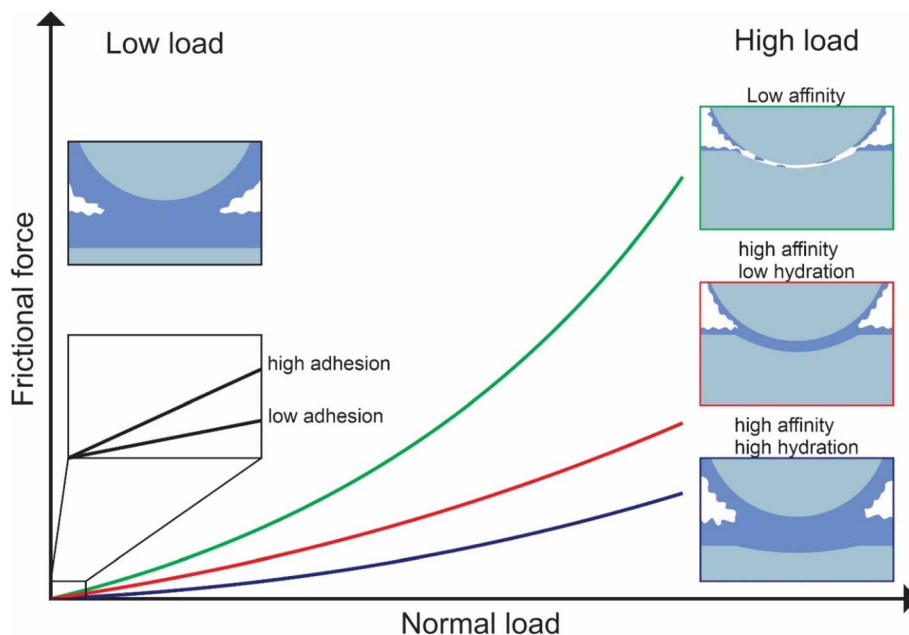 Low load
High load
Low affinity
high affinity
low hydration
high adhesion
low adhesion
high affinity
high hydration
Frictional force
Normal load